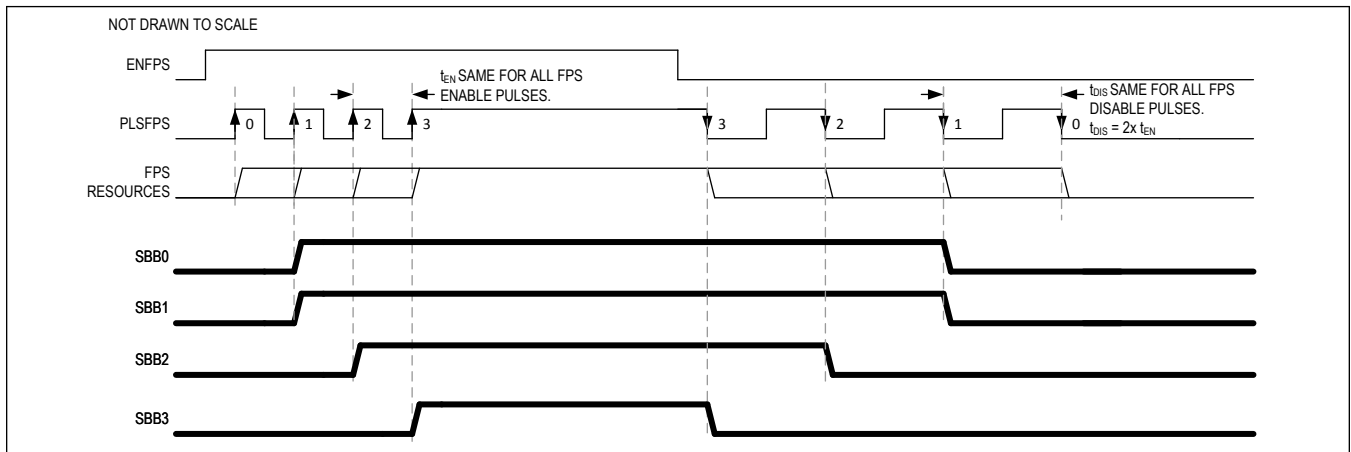 NOT DRAWN TO SCALE
ENFPS
tEN SAME FOR ALL FPS
ENABLE PULSES.
tDIS SAME FOR ALL FPS
DISABLE PULSES.
tDIS = 2x tEN
PLSFPS
0 1 2 3 3 2 1 0
FPS
RESOURCES
SBB0
SBB1
SBB2
SBB3